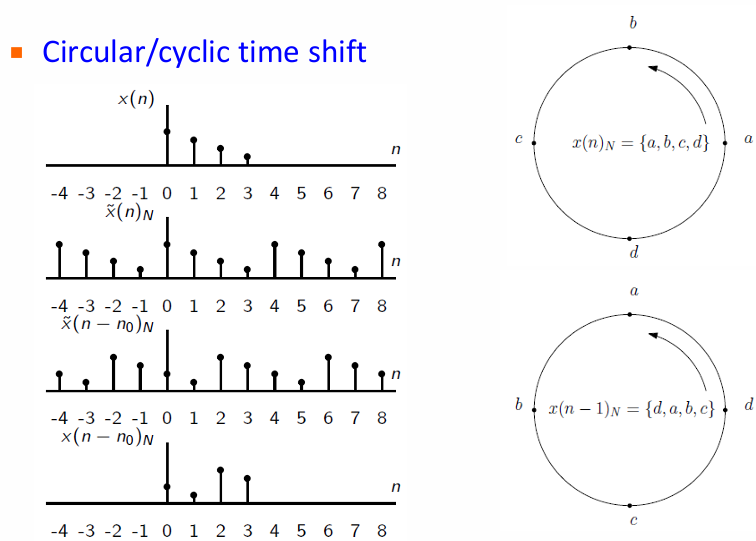 Circular/cyclic time shift
x(n)
n
-4 -3 -2 -1 0 1 2 3 4 5 6 7 8
x̃(n)N
n
-4 -3 -2 -1 0 1 2 3 4 5 6 7 8
x̃(n − n0)N
n
-4 -3 -2 -1 0 1 2 3 4 5 6 7 8
x(n − n0)N
n
-4 -3 -2 -1 0 1 2 3 4 5 6 7 8
b
c
x(n)N = {a, b, c, d}
a
d
a
b
x(n − 1)N = {d, a, b, c}
d
c